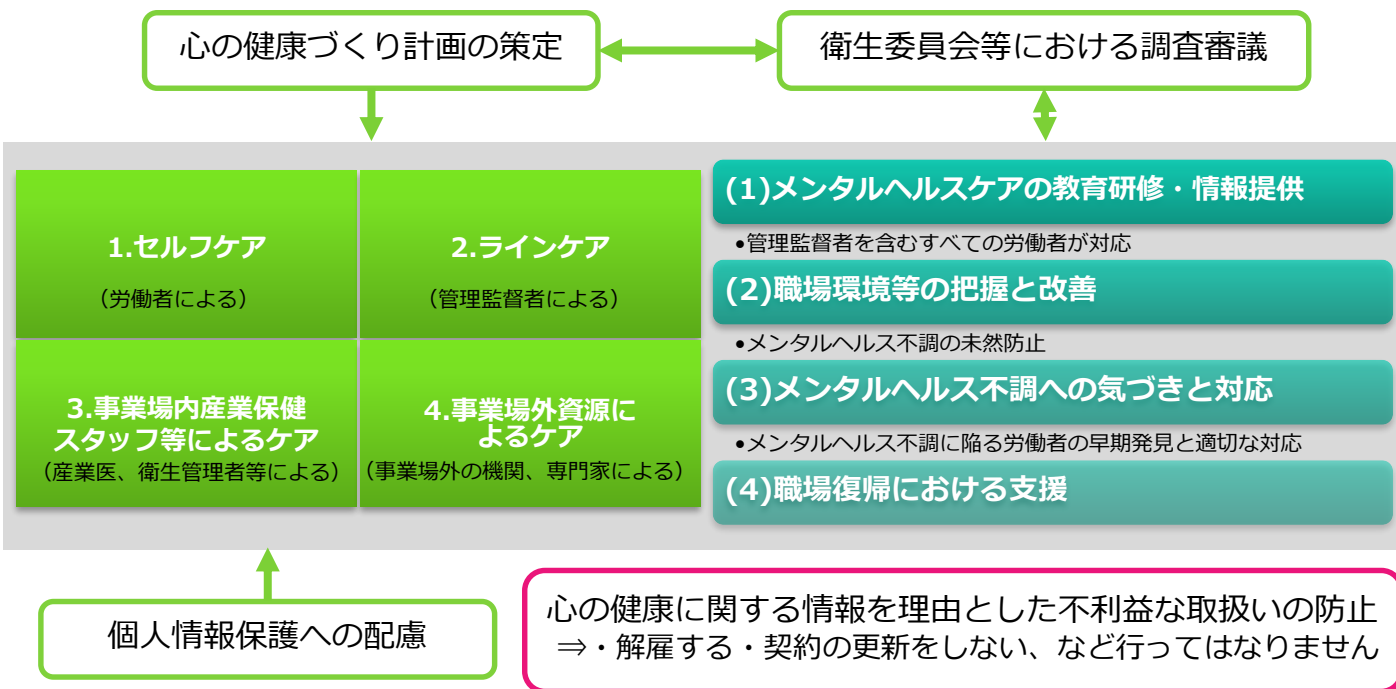 心の健康づくり計画の策定
衛生委員会等における調査審議
1.セルフケア
（労働者による）
2.ラインケア
（管理監督者による）
3.事業場内産業保健
スタッフ等によるケア
（産業医、衛生管理者等による）
4.事業場外資源に
よるケア
（事業場外の機関、専門家による）
(1)メンタルヘルスケアの教育研修・情報提供
•管理監督者を含むすべての労働者が対応
(2)職場環境等の把握と改善
•メンタルヘルス不調の未然防止
(3)メンタルヘルス不調への気づきと対応
•メンタルヘルス不調に陥る労働者の早期発見と適切な対応
(4)職場復帰における支援
個人情報保護への配慮
心の健康に関する情報を理由とした不利益な取扱いの防止
⇒・解雇する・契約の更新をしない、など行ってはなりません